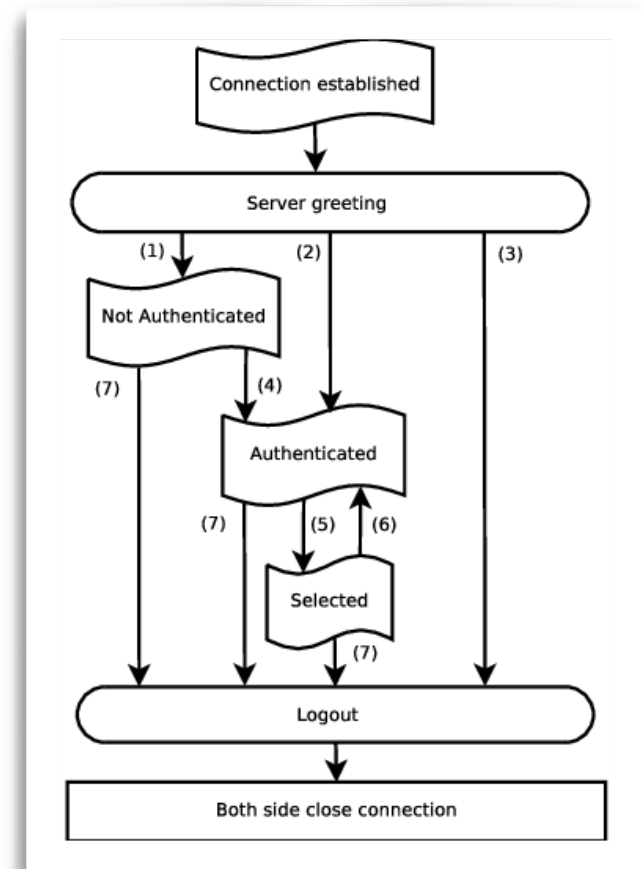 Connection established
Server greeting
(1)
(2)
(3)
Not Authenticated
(7)
(4)
Authenticated
(7)
(5)
(6)
Selected
(7)
Logout
Both side close connection